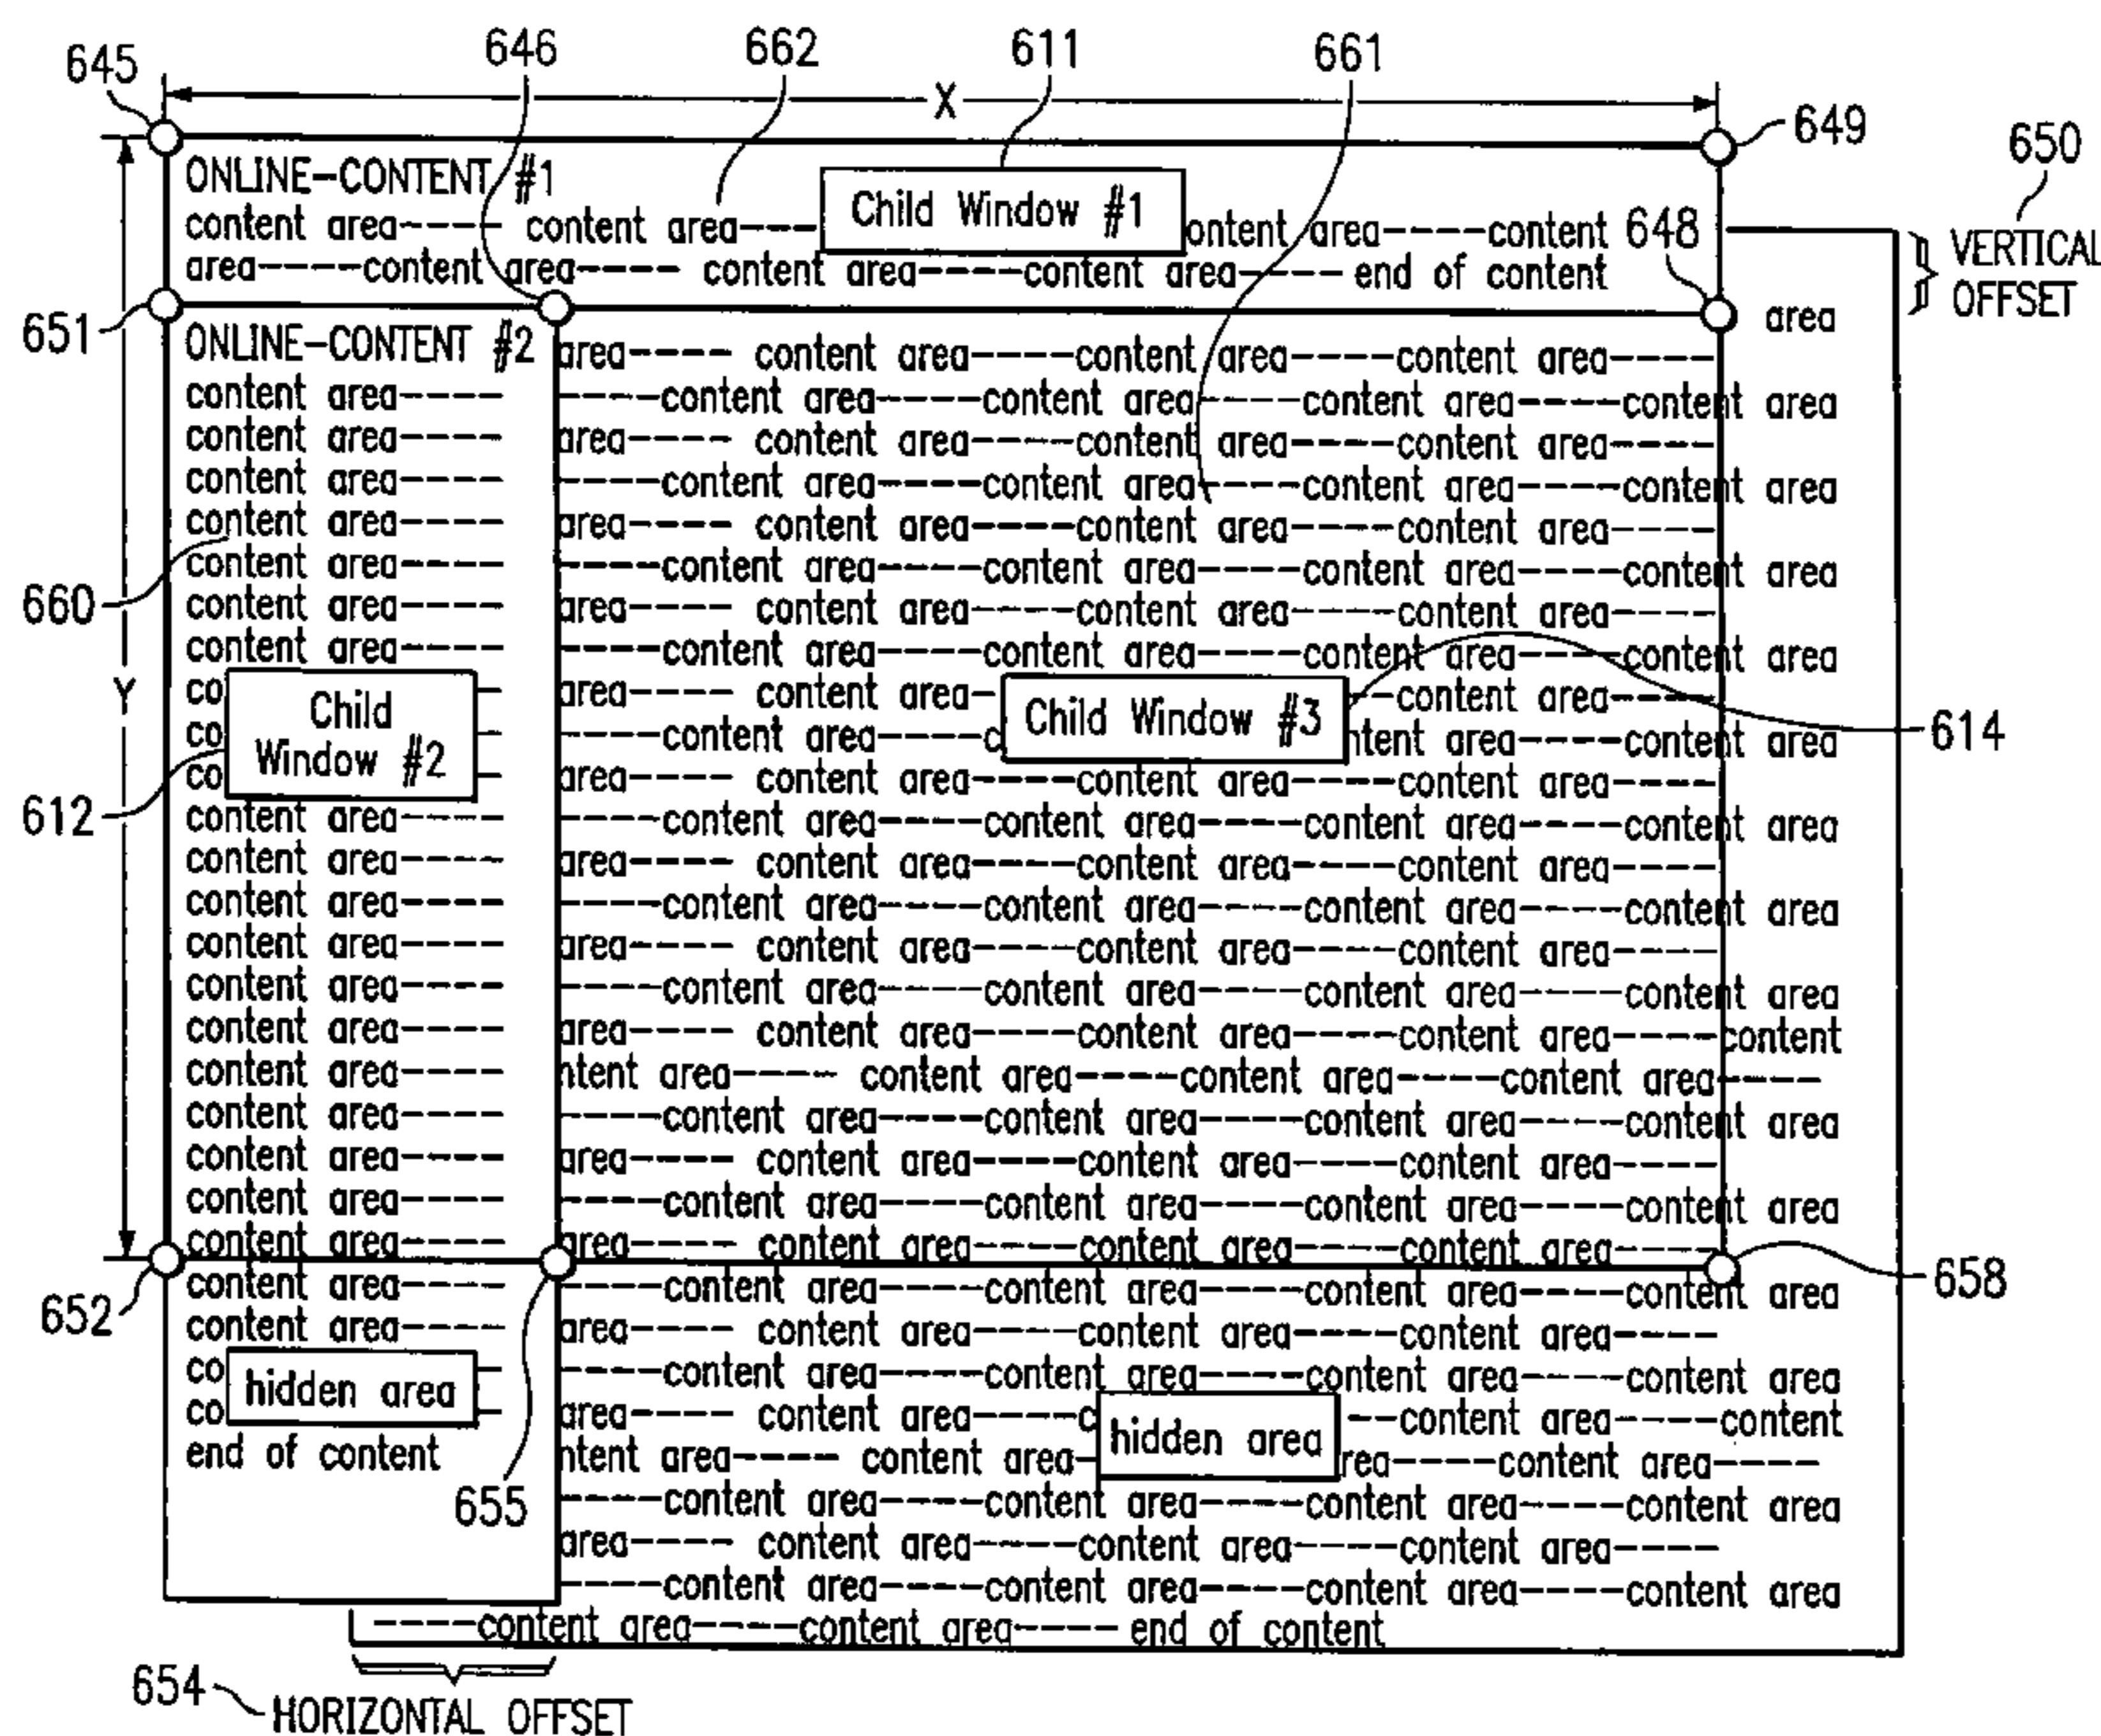 645
646
662
611
661
X
649
650
ONLINE-CONTENT #1
Child Window #1
content area---- content area---- ontent area----content
648
VERTICAL
OFFSET
area----content area---- content area----content area---- end of content
651
area
Y
660
612
ONLINE-CONTENT #2
content area----
content area----
content area----
content area----
content area----
content area----
content area----
co -
co -
co -
Child
Window #2
content area----
content area----
content area----
content area----
content area----
content area----
content area----
content area----
content area----
content area----
content area----
content area----
content area----
co -
co -
hidden area
end of content
652
655
area---- content area----content area----content area----
----content area----content area----content area----content area
area---- content area----content area----content area----
----content area----content area----content area----content area
area---- content area----content area----content area----
----content area----content area----content area----content area
area---- content area----content area----content area----
----content area----content area----content area----content area
area---- content area- --content area----
Child Window #3
614
----content area----c ntent area----content area
area---- content area----content area----content area----
----content area----content area----content area----content area
area---- content area----content area----content area----
----content area----content area----content area----content area
area---- content area----content area----content area----
----content area----content area----content area----content area
area---- content area----content area----content area----content
ntent area---- content area----content area----content area----
----content area----content area----content area----content area
area---- content area----content area----content area----
----content area----content area----content area----content area
area---- content area----content area----content area----
658
----content area----content area----content area----content area
area---- content area----content area----content area----
----content area----content area----content area----content area
area---- content area----c --content area----content
hidden area
ntent area---- content area- rea----content area----
----content area----content area----content area----content area
area---- content area----content area----content area----
----content area----content area----content area----content area
----content area----content area---- end of content
654
HORIZONTAL OFFSET